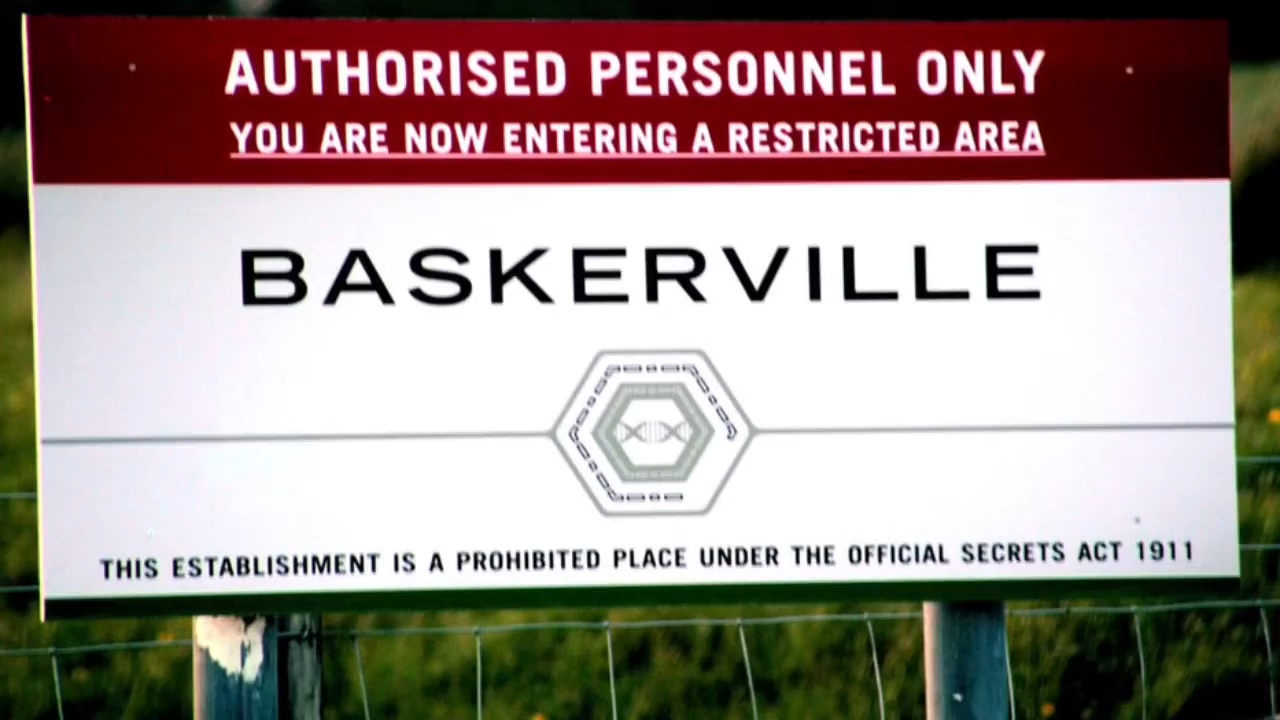 AUTHORISED PERSONNEL ONLY
YOU ARE NOW ENTERING A RESTRICTED AREA
BASKERVILLE
THIS ESTABLISHMENT IS A PROHIBITED PLACE UNDER THE OFFICIAL SECRETS ACT 1911